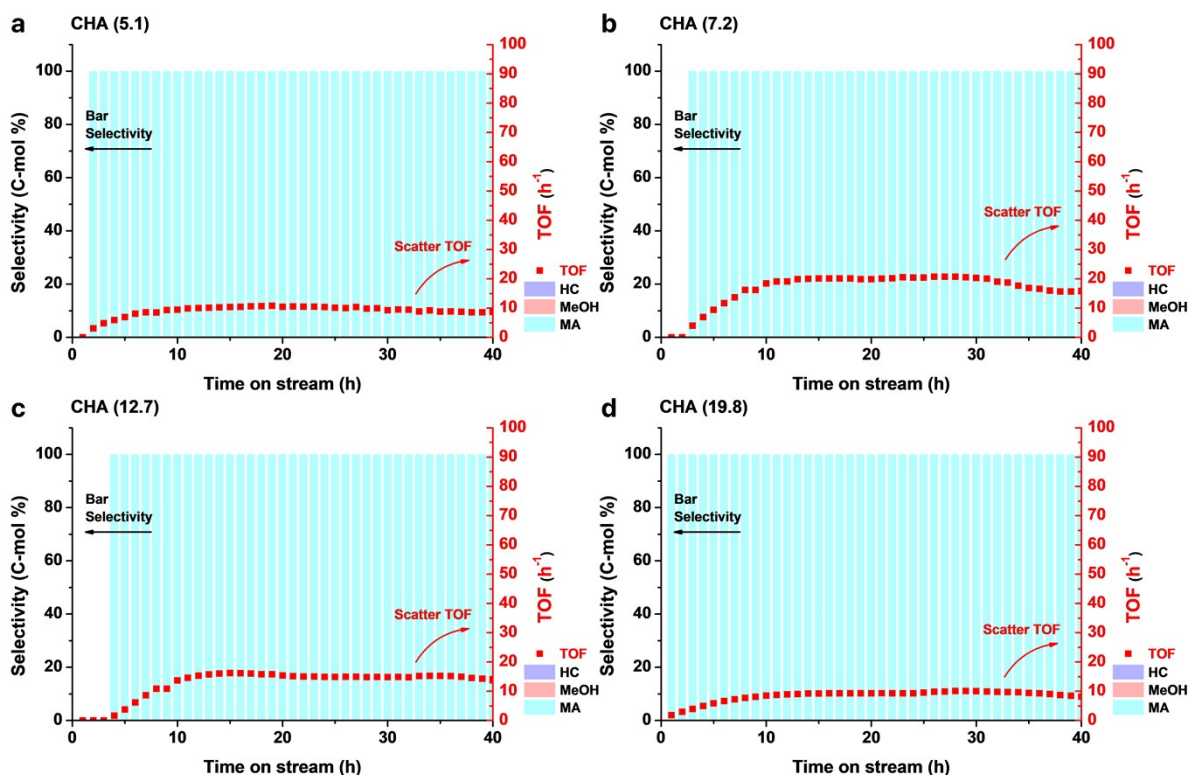 a CHA (5.1)
Selectivity (C-mol %)
100
80
60
40
20
0
Bar
Selectivity
Scatter TOF
TOF
HC
MeOH
MA
TOF (h⁻¹)
100
90
80
70
60
50
40
30
20
10
0
0 10 20 30 40
Time on stream (h)
b CHA (7.2)
Selectivity (C-mol %)
100
80
60
40
20
0
Bar
Selectivity
Scatter TOF
TOF
HC
MeOH
MA
TOF (h⁻¹)
100
90
80
70
60
50
40
30
20
10
0
0 10 20 30 40
Time on stream (h)
c CHA (12.7)
Selectivity (C-mol %)
100
80
60
40
20
0
Bar
Selectivity
Scatter TOF
TOF
HC
MeOH
MA
TOF (h⁻¹)
100
90
80
70
60
50
40
30
20
10
0
0 10 20 30 40
Time on stream (h)
d CHA (19.8)
Selectivity (C-mol %)
100
80
60
40
20
0
Bar
Selectivity
Scatter TOF
TOF
HC
MeOH
MA
TOF (h⁻¹)
100
90
80
70
60
50
40
30
20
10
0
0 10 20 30 40
Time on stream (h)